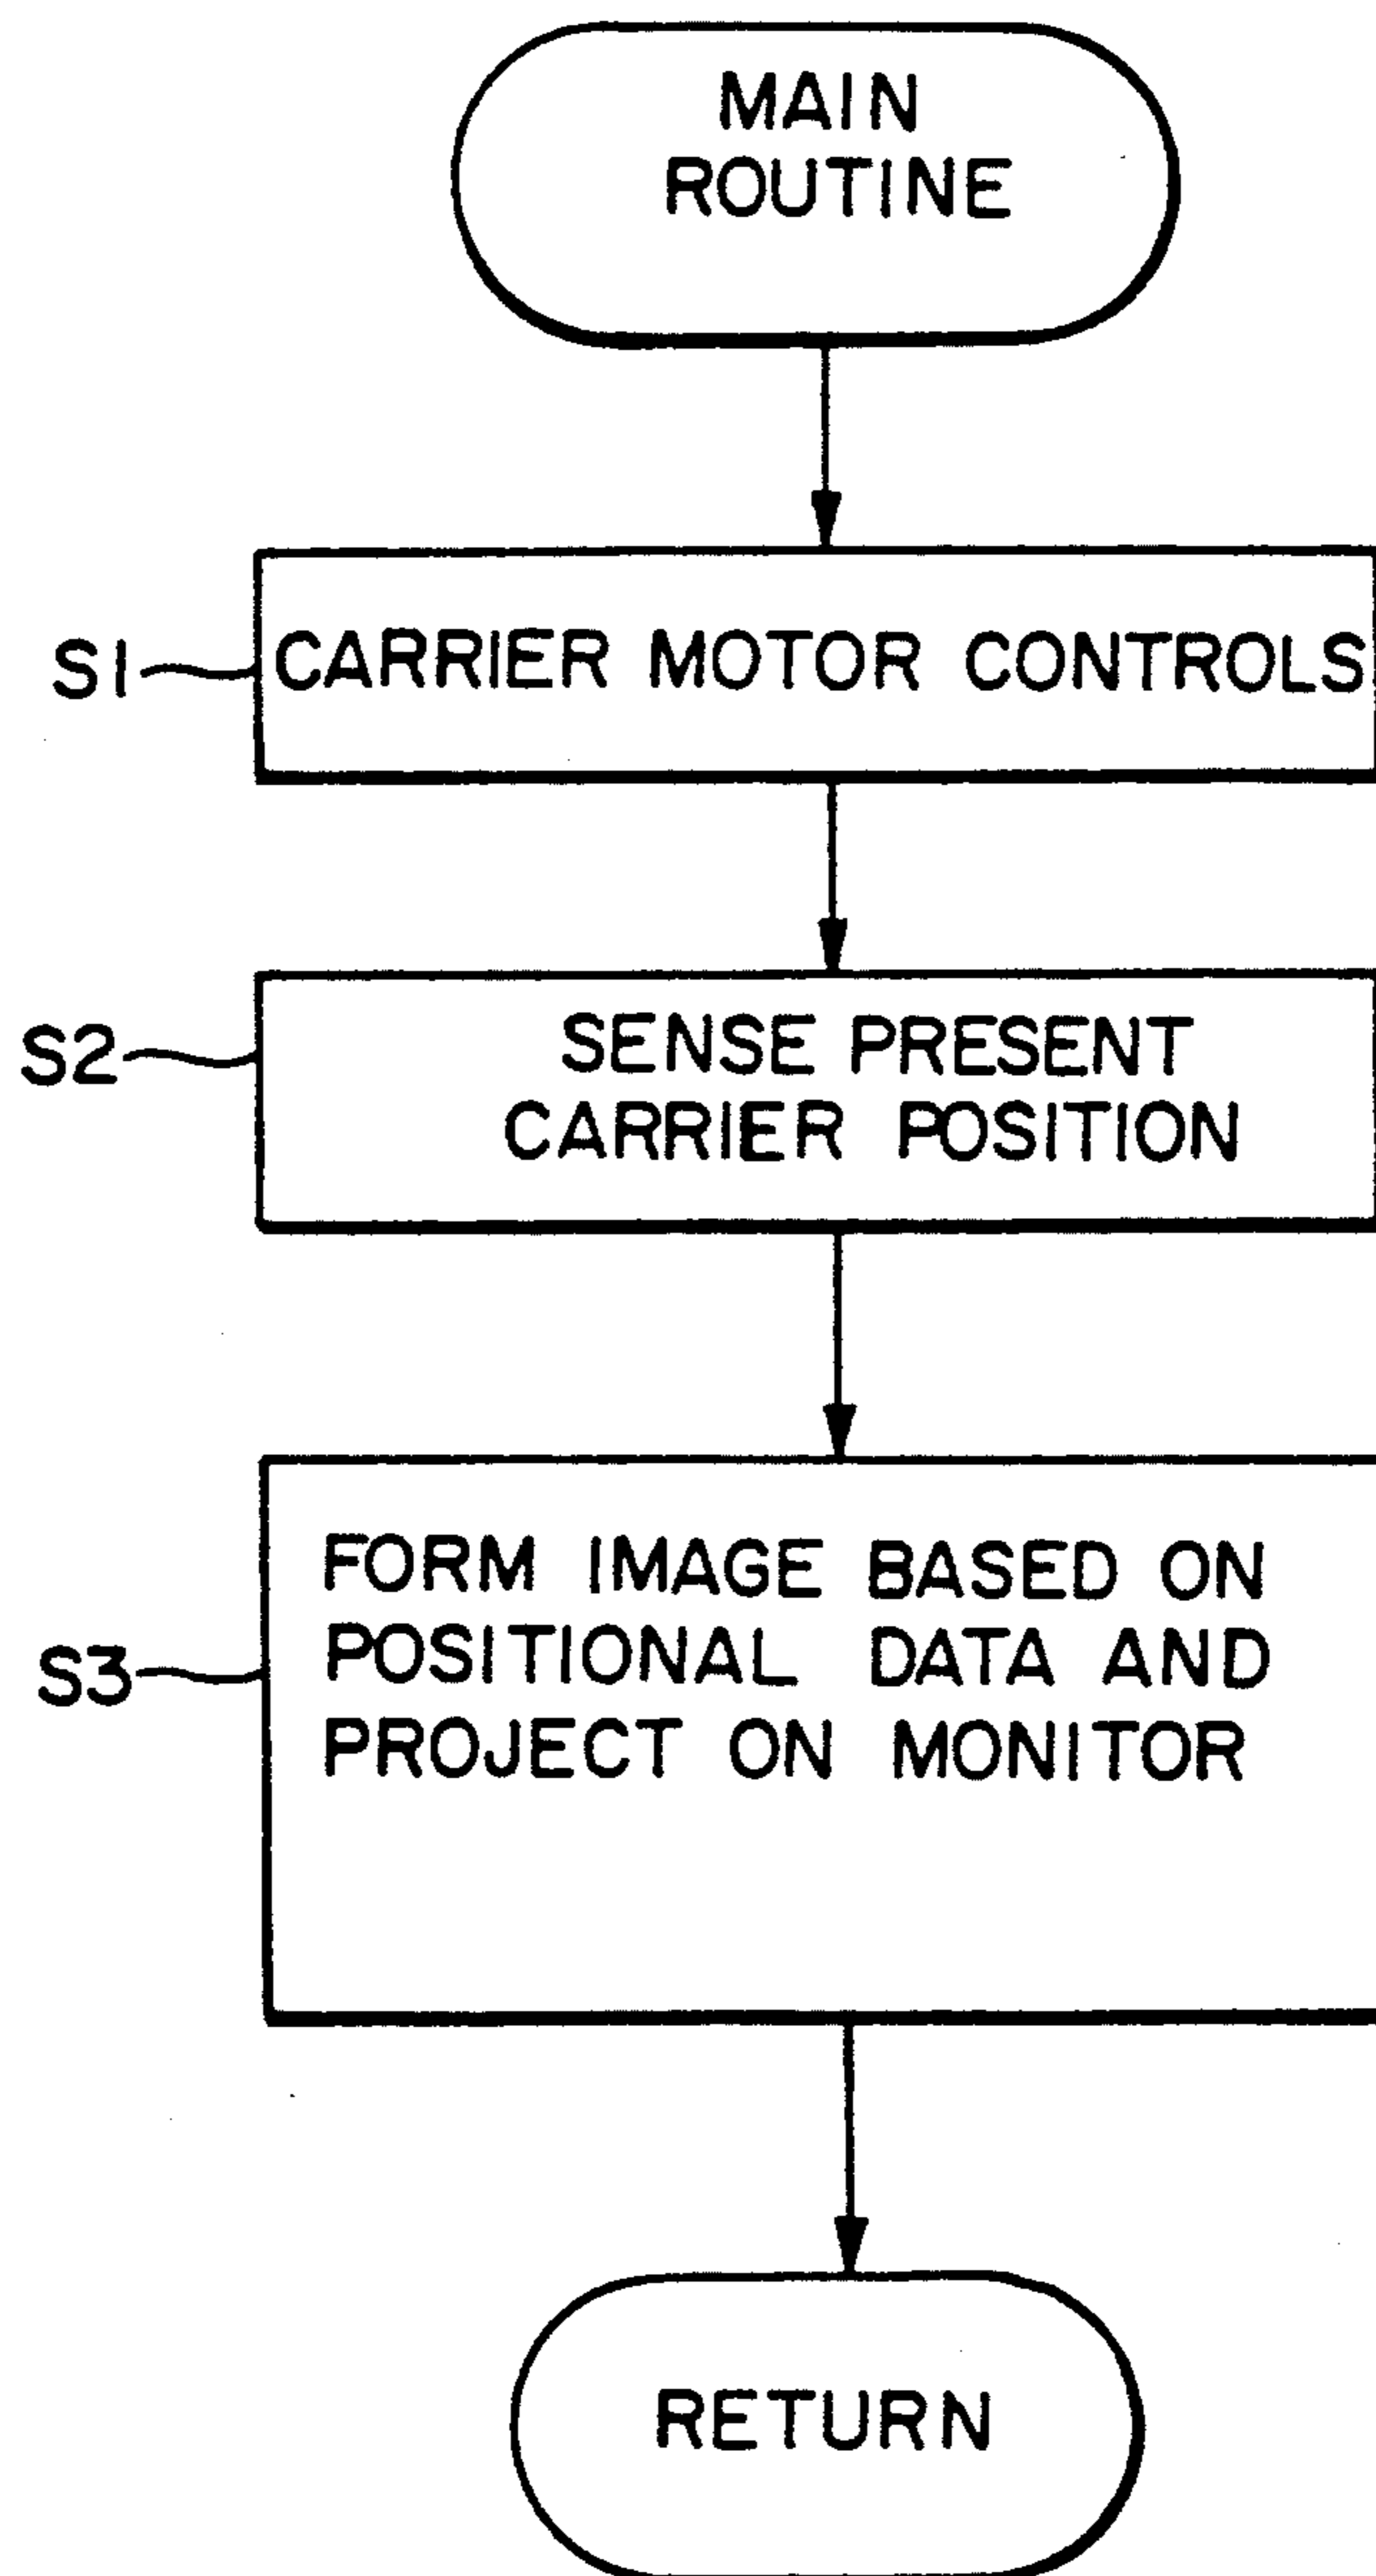 MAIN
ROUTINE
S1
CARRIER MOTOR CONTROLS
S2
SENSE PRESENT
CARRIER POSITION
S3
FORM IMAGE BASED ON
POSITIONAL DATA AND
PROJECT ON MONITOR
RETURN